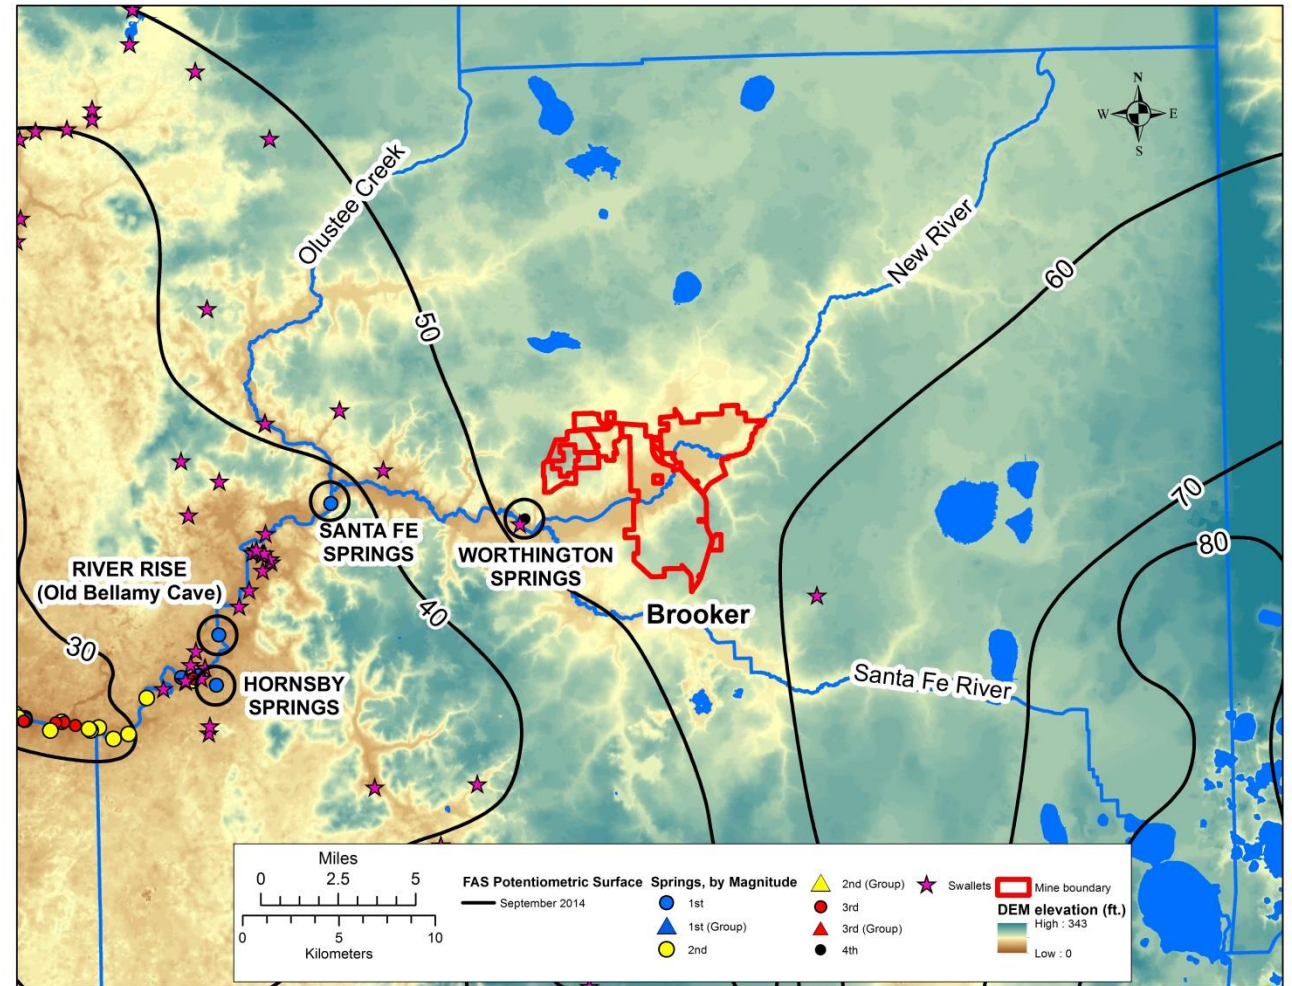 N
W E
S
Olustee Creek
New River
60
50
70
80
SANTA FE
SPRINGS
WORTHINGTON
SPRINGS
RIVER RISE
(Old Bellamy Cave)
40
Brooker
30
HORNSBY
SPRINGS
Santa Fe River
Miles
0 2.5 5
0 5 10
Kilometers
FAS Potentiometric Surface
September 2014
Springs, by Magnitude
1st
1st (Group)
2nd
2nd (Group)
3rd
3rd (Group)
4th
Swallets
Mine boundary
DEM elevation (ft.)
High : 343
Low : 0